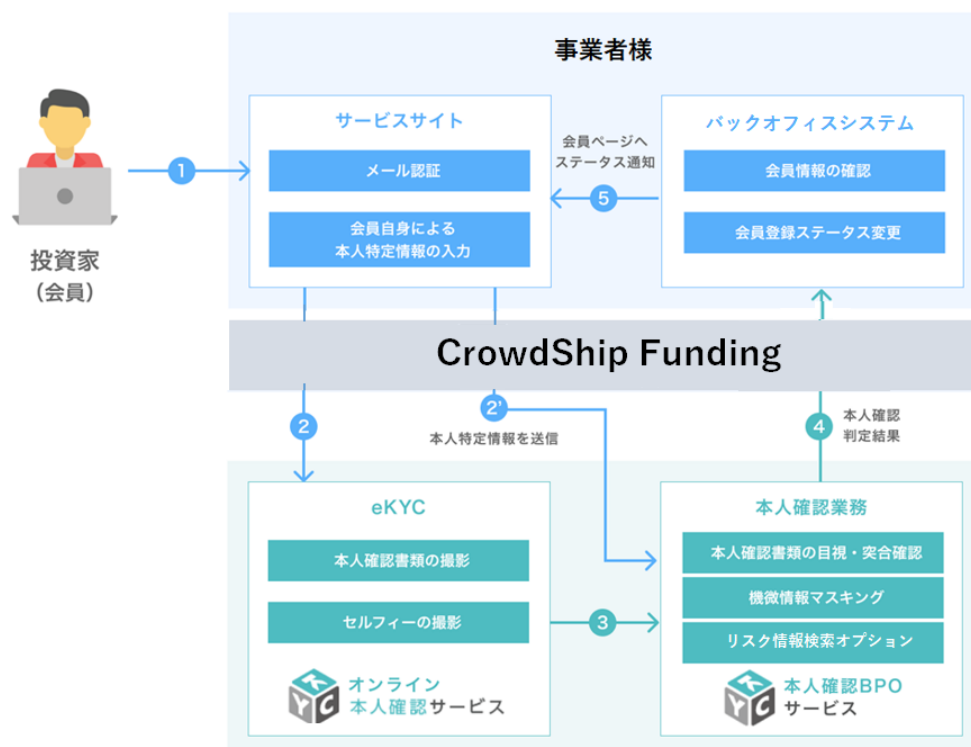 事業者様
サービスサイト
メール認証
会員自身による
本人特定情報の入力
バックオフィスシステム
会員情報の確認
会員登録ステータス変更
会員ページへ
ステータス通知
1
5
投資家
(会員)
CrowdShip Funding
2
2'
本人特定情報を送信
4
本人確認
判定結果
eKYC
本人確認書類の撮影
セルフィーの撮影
KYC
オンライン
本人確認サービス
3
本人確認業務
本人確認書類の目視・突合確認
機微情報マスキング
リスク情報検索オプション
KYC
本人確認BPO
サービス